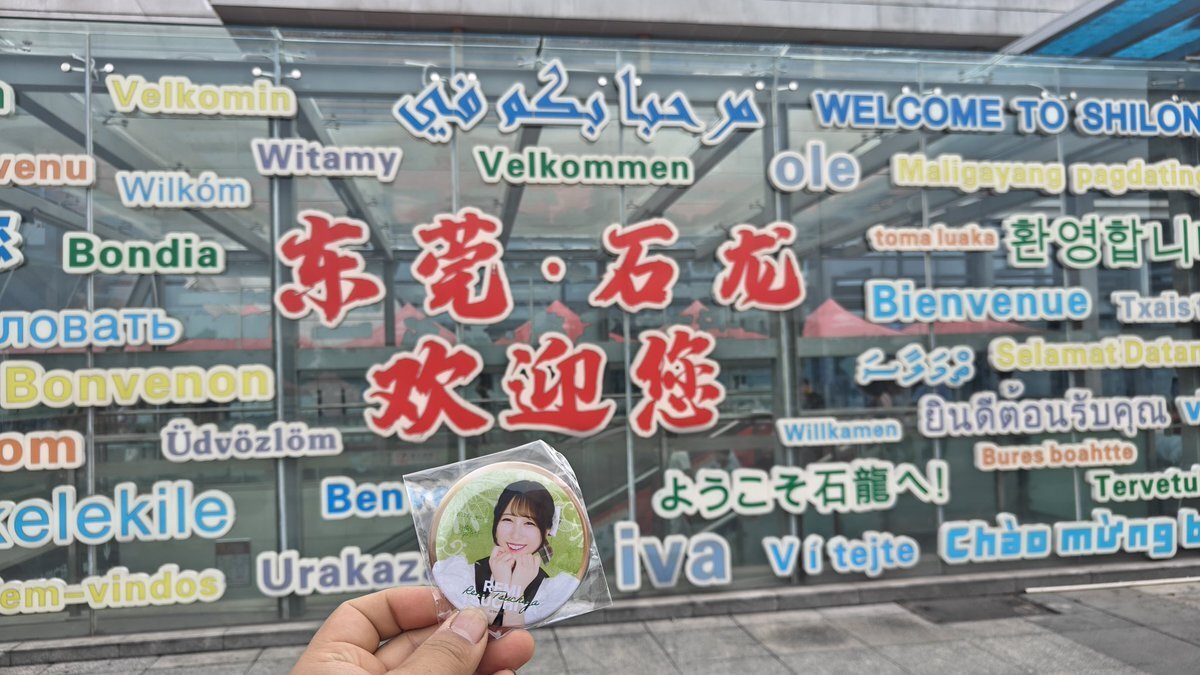 Velkomin
مرحبا بكم في
WELCOME TO SHILON
venu
Witamy
Velkommen
ole
Maligayang pagdating
Wilkóm
您
Bondia
东莞·石龙
toma luaka
환영합니
ловать
Bienvenue
Txais
Bonvenon
欢迎您
Selamat Datan
ยินดีต้อนรับคุณ
om
Üdvözlöm
Willkamen
Bures boahtte
kelekile
Ben
ようこそ石龍へ!
Tervetu
em-vindos
Urakaz
iva
Ví tejte
Chào mừng b